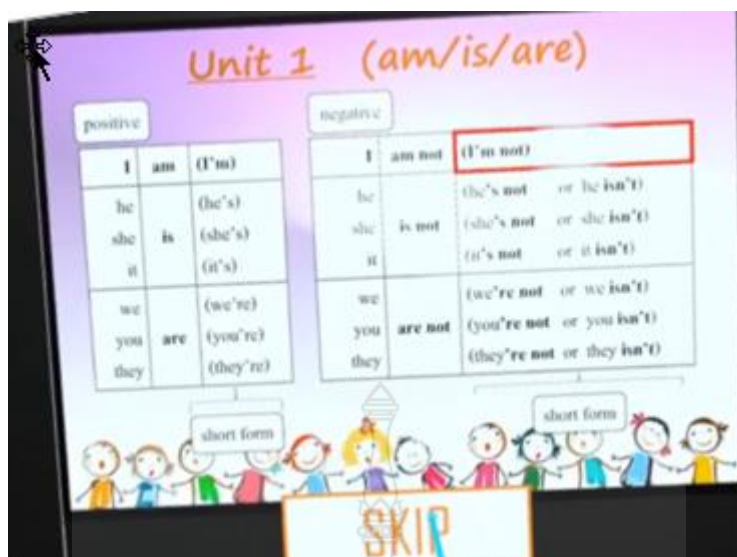 Unit 1 (am/is/are)
positive
I am (I'm)
he (he's)
she is (she's)
it (it's)
we (we're)
you are (you're)
they (they're)
short form
negative
I am not (I'm not)
he (he's not or he isn't)
she is not (she's not or she isn't)
it (it's not or it isn't)
we (we're not or we isn't)
you are not (you're not or you isn't)
they (they're not or they isn't)
short form
SKIP